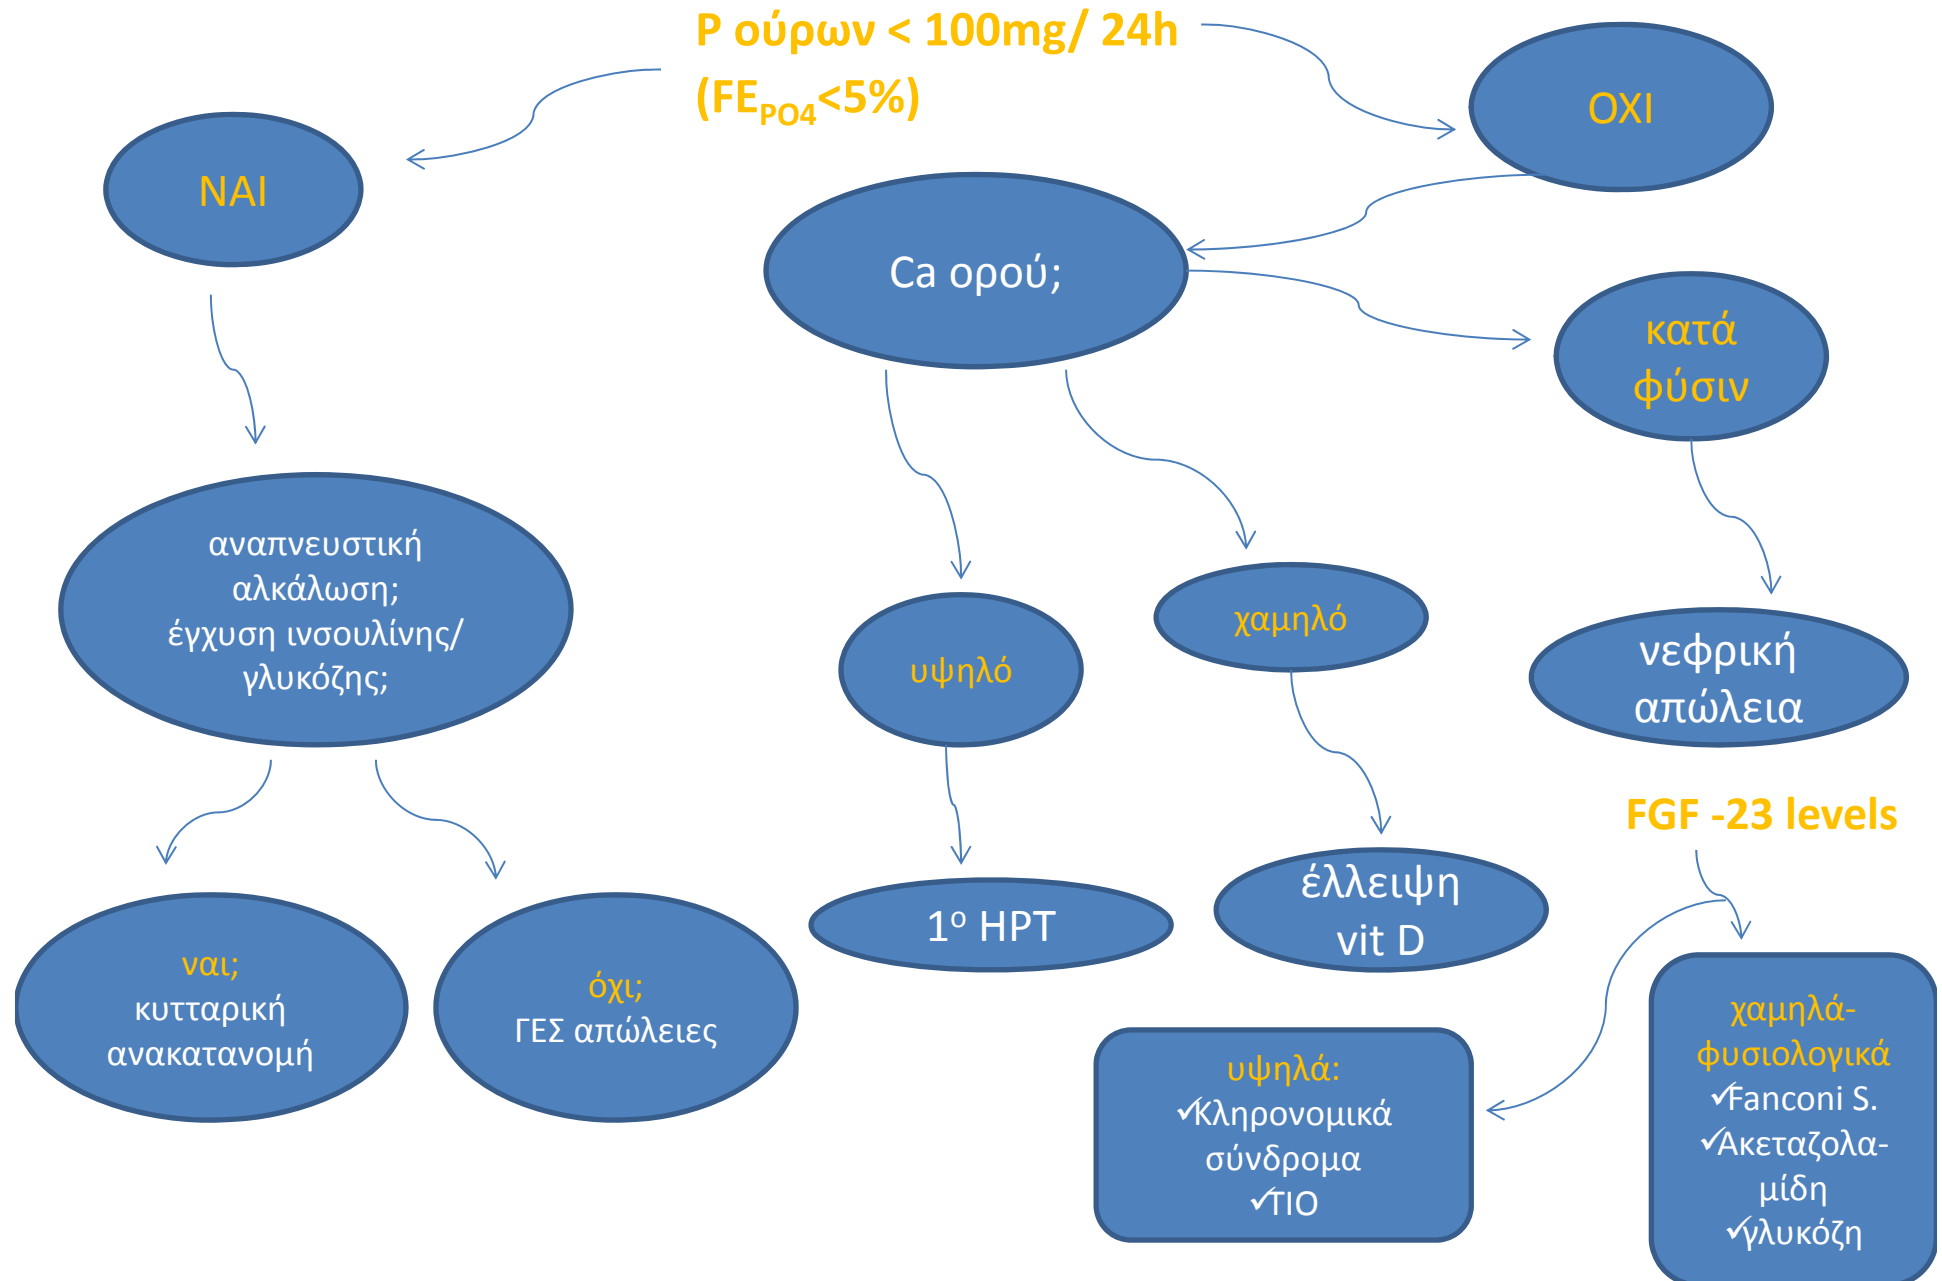 P ούρων < 100mg/ 24h
(FEPO4<5%)
ΟΧΙ
ΝΑΙ
Ca ορού;
κατά
φύσιν
αναπνευστική
αλκάλωση;
έγχυση ινσουλίνης/
γλυκόζης;
υψηλό
χαμηλό
νεφρική
απώλεια
FGF -23 levels
1ο HPT
έλλειψη
vit D
ναι;
κυτταρική
ανακατανομή
όχι;
ΓΕΣ απώλειες
υψηλά:
✓Κληρονομικά
σύνδρομα
✓TIO
χαμηλά-
φυσιολογικά
✓Fanconi S.
✓Ακεταζολα-
μίδη
✓γλυκόζη